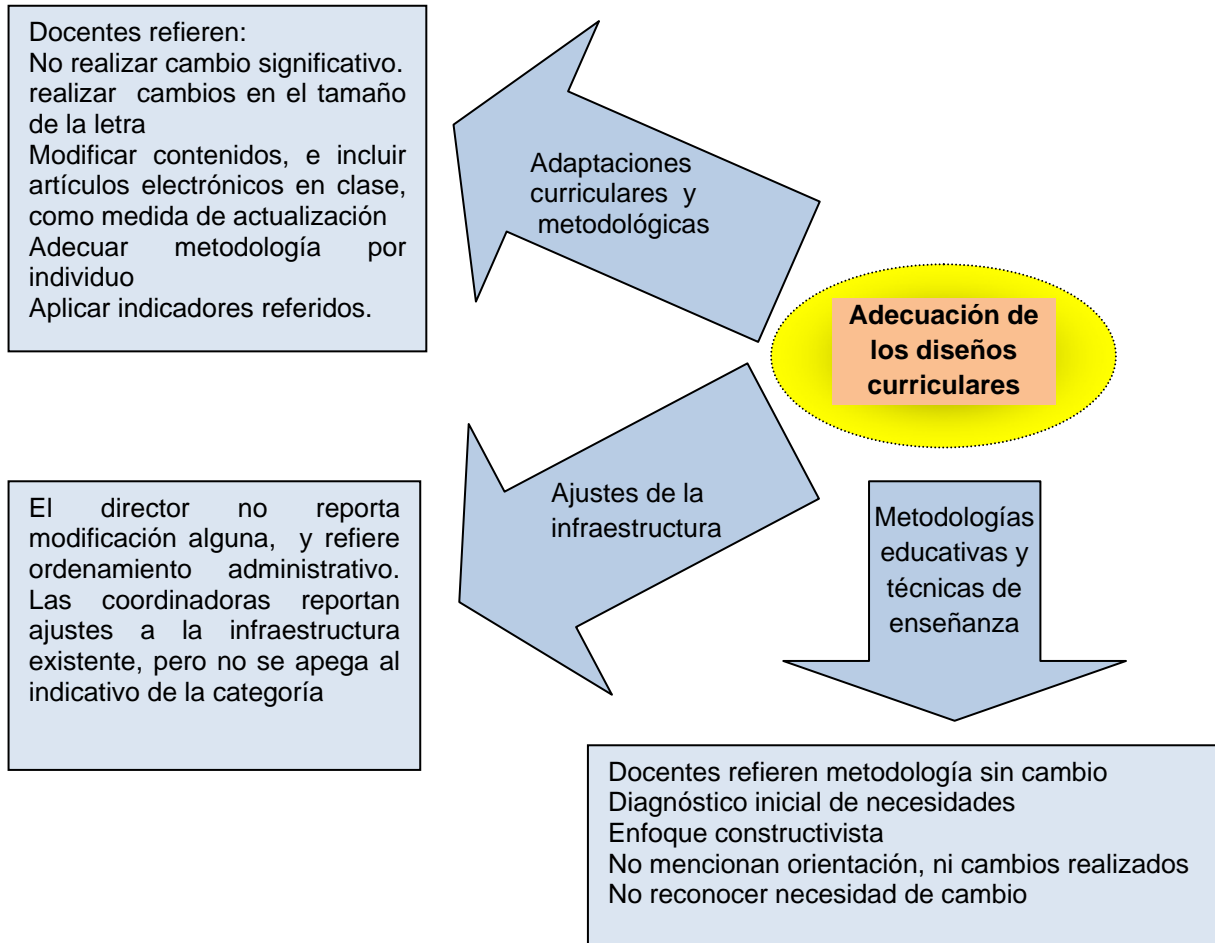 Docentes refieren:
No realizar cambio significativo.
realizar cambios en el tamaño
de la letra
Modificar contenidos, e incluir
artículos electrónicos en clase,
como medida de actualización
Adecuar metodología por
individuo
Aplicar indicadores referidos.
Adaptaciones
curriculares y
metodológicas
Adecuación de
los diseños
curriculares
El director no reporta
modificación alguna, y refiere
ordenamiento administrativo.
Las coordinadoras reportan
ajustes a la infraestructura
existente, pero no se apega al
indicativo de la categoría
Ajustes de la
infraestructura
Metodologías
educativas y
técnicas de
enseñanza
Docentes refieren metodología sin cambio
Diagnóstico inicial de necesidades
Enfoque constructivista
No mencionan orientación, ni cambios realizados
No reconocer necesidad de cambio